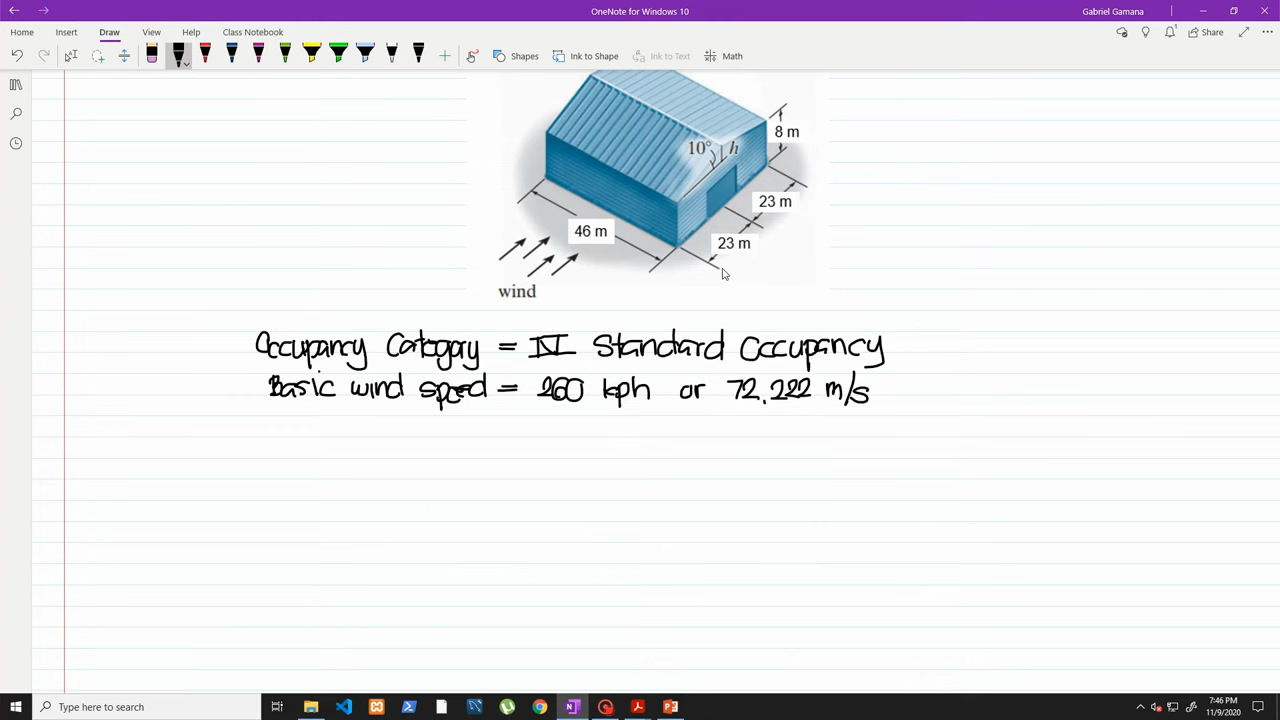 OneNote for Windows 10
Gabriel Gamana
Home Insert Draw View Help Class Notebook
Share
Shapes Ink to Shape Ink to Text Math
8 m
10° h
23 m
46 m
23 m
wind
Occupancy Category = IV Standard Occupancy
Basic wind speed = 260 kph or 72.222 m/s
Type here to search
7:46 PM
11/9/2020